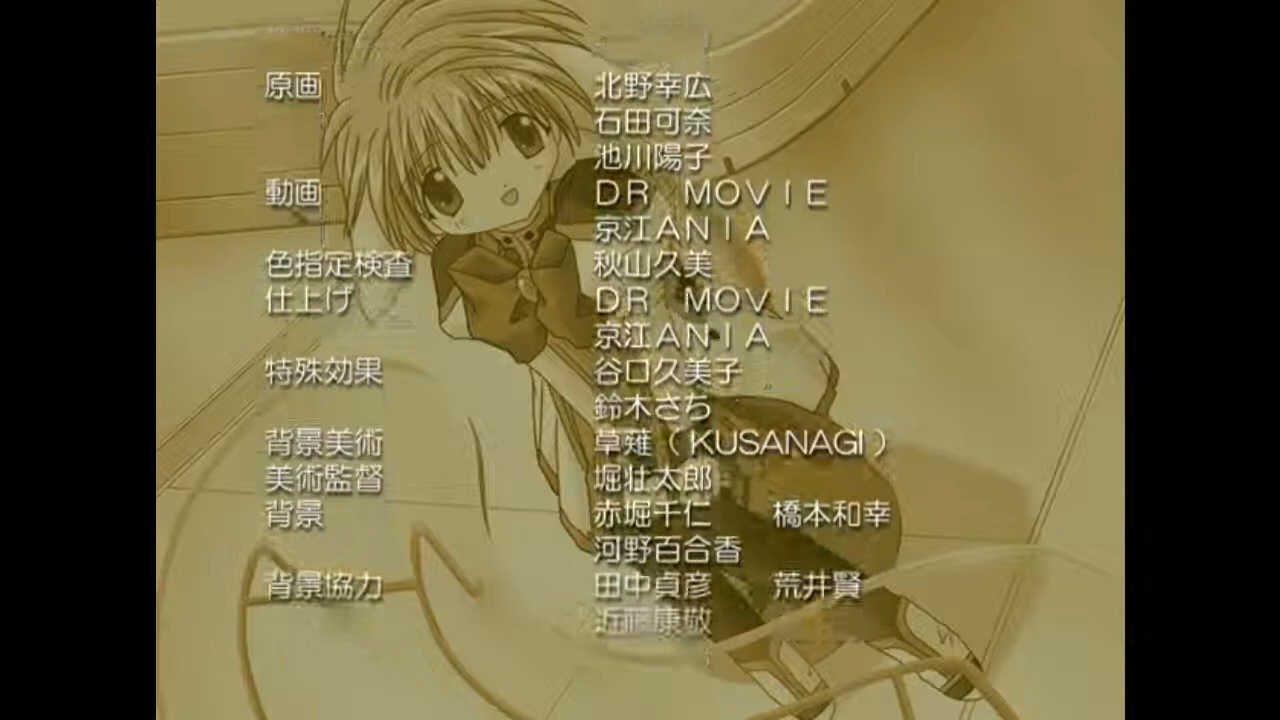 原画 北野幸広
石田可奈
池川陽子
動画 ＤＲ ＭＯＶＩＥ
京江ＡＮＩＡ
色指定検査 秋山久美
仕上げ ＤＲ ＭＯＶＩＥ
京江ＡＮＩＡ
特殊効果 谷口久美子
鈴木さち
背景美術 草薙（KUSANAGI）
美術監督 堀壮太郎
背景 赤堀千仁 橋本和幸
河野百合香
背景協力 田中貞彦 荒井賢
近藤康敬